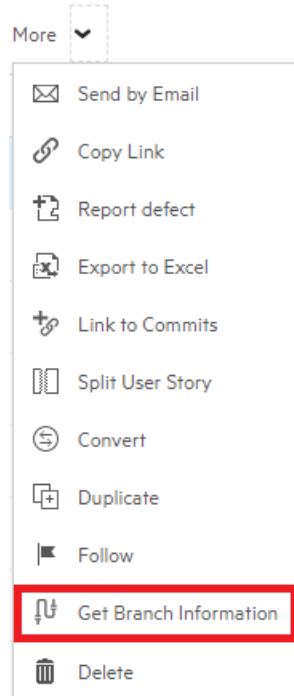 More
Send by Email
Copy Link
Report defect
Export to Excel
Link to Commits
Split User Story
Convert
Duplicate
Follow
Get Branch Information
Delete